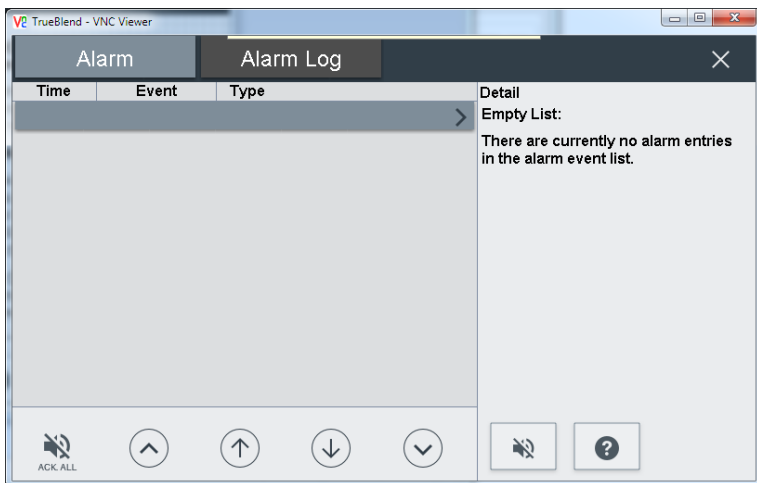 TrueBlend - VNC Viewer
Alarm
Alarm Log
Time Event Type
Detail
Empty List:
There are currently no alarm entries
in the alarm event list.
ACK. ALL